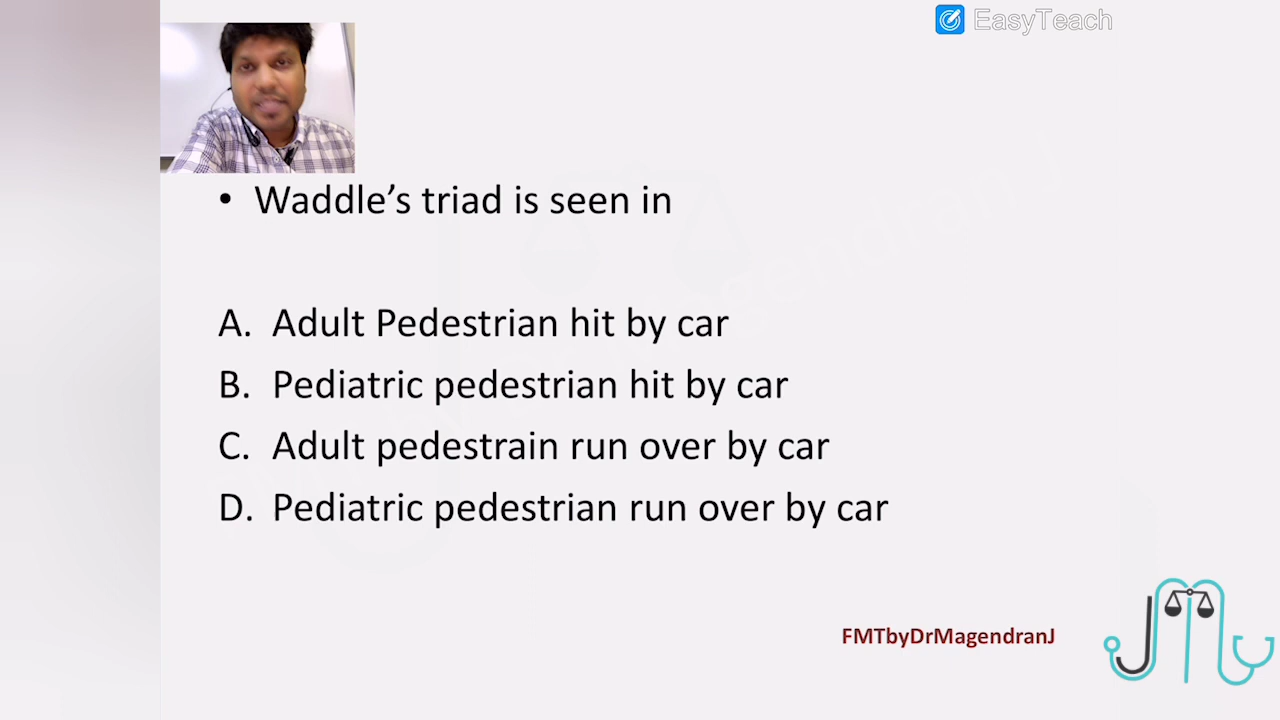 EasyTeach
• Waddle’s triad is seen in
A. Adult Pedestrian hit by car
B. Pediatric pedestrian hit by car
C. Adult pedestrain run over by car
D. Pediatric pedestrian run over by car
FMTbyDrMagendranJ